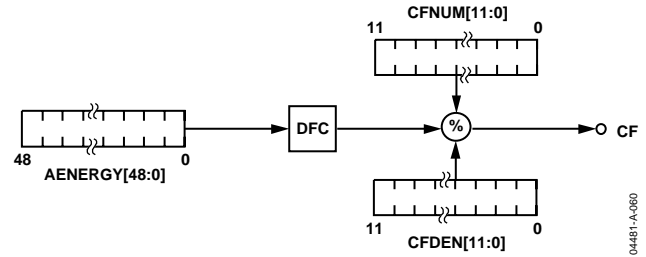 CFNUM[11:0]
11 0
DFC
%
CF
48 0
AENERGY[48:0]
11 0
CFDEN[11:0]
04481-A-060